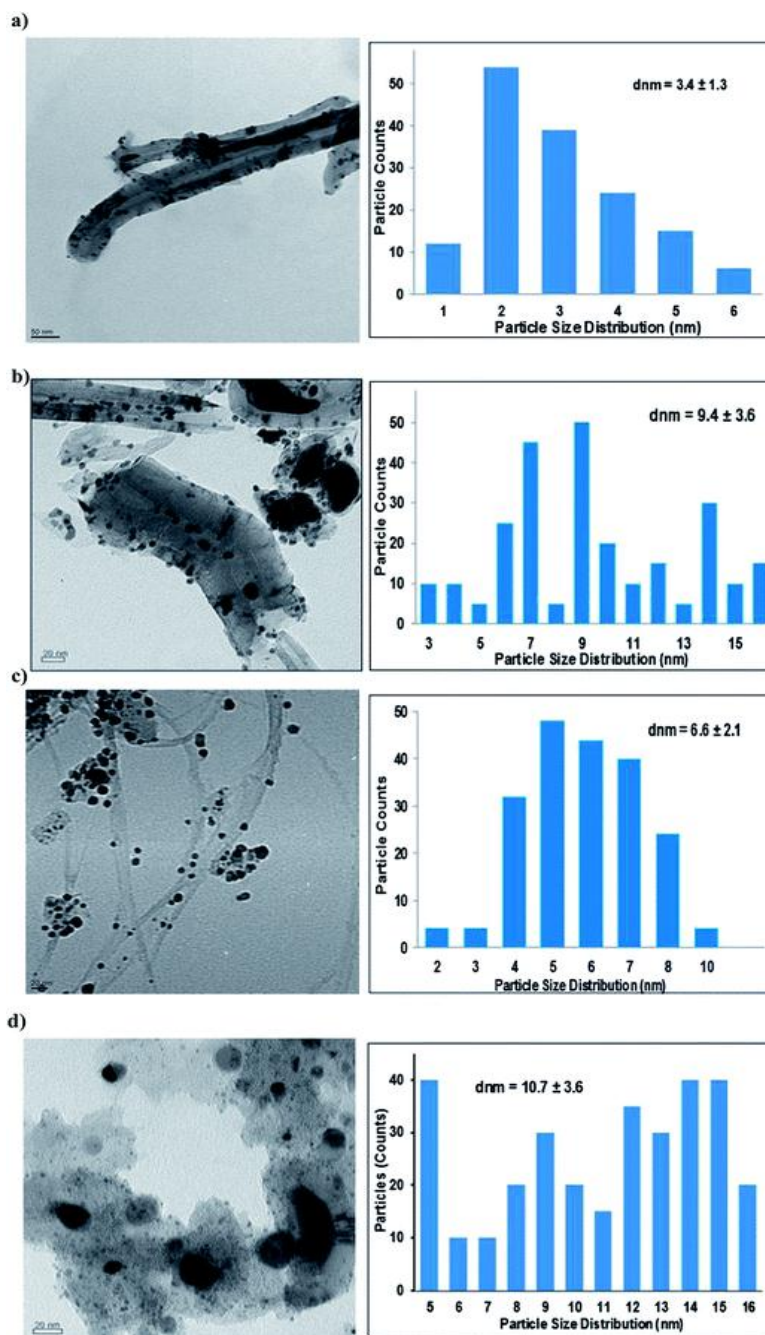 a)
dnm = 3.4 ± 1.3
Particle Counts
50
40
30
20
10
0
1 2 3 4 5 6
Particle Size Distribution (nm)
50 nm
b)
dnm = 9.4 ± 3.6
Particle Counts
50
40
30
20
10
0
3 5 7 9 11 13 15
Particle Size Distribution (nm)
20 nm
c)
dnm = 6.6 ± 2.1
Particle Counts
50
40
30
20
10
0
2 3 4 5 6 7 8 10
Particle Size Distribution (nm)
d)
dnm = 10.7 ± 3.6
Particles (Counts)
40
30
20
10
0
5 6 7 8 9 10 11 12 13 14 15 16
Particle Size Distribution (nm)
20 nm